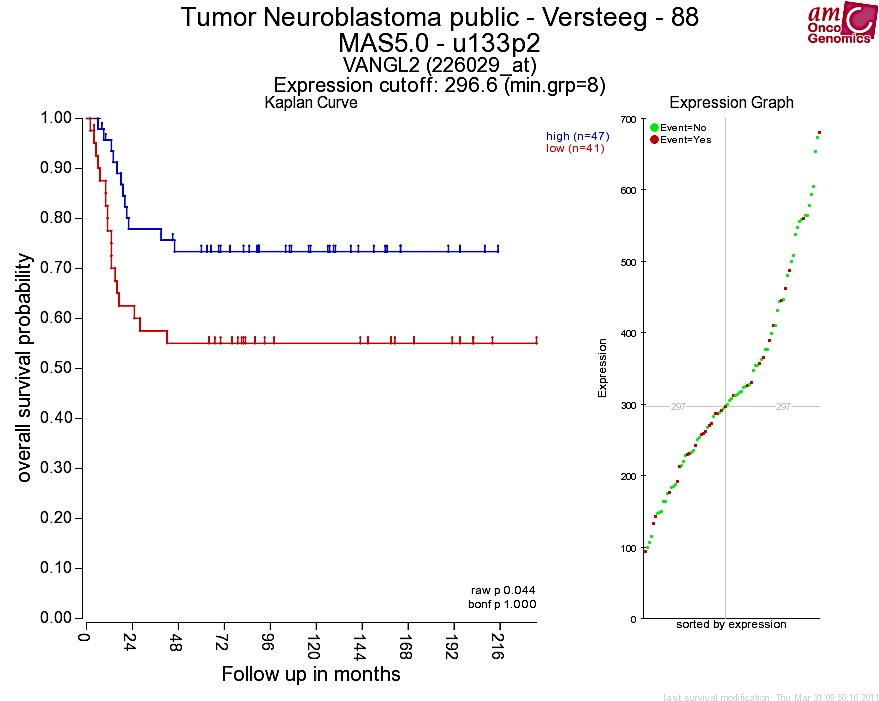 Tumor Neuroblastoma public - Versteeg - 88
MAS5.0 - u133p2
VANGL2 (226029_at)
Expression cutoff: 296.6 (min.grp=8)
amc
Onco
Genomics
Kaplan Curve
1.00
0.90
0.80
0.70
0.60
0.50
0.40
0.30
0.20
0.10
0.00
overall survival probability
high (n=47)
low (n=41)
raw p 0.044
bonf p 1.000
0 24 48 72 96 120 144 168 192 216
Follow up in months
Expression Graph
Event=No
Event=Yes
700
600
500
400
300
200
100
0
Expression
297 297
sorted by expression
last survival modification: Thu Mar 31 09:50:10 2011